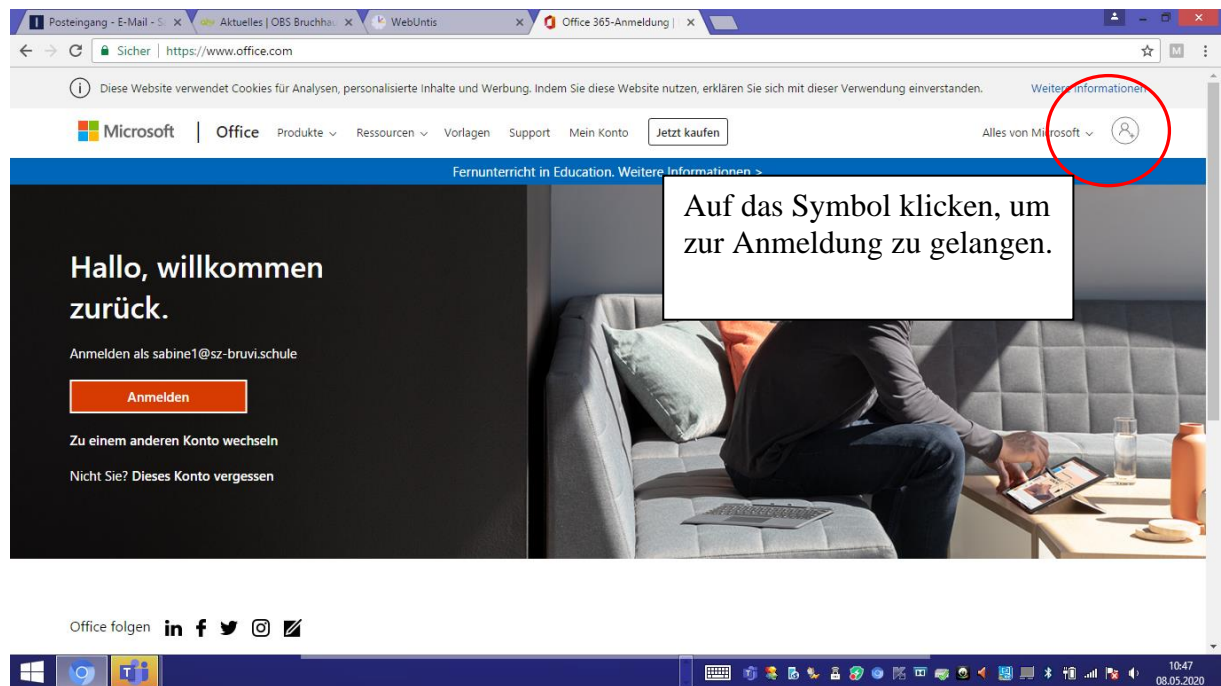 Posteingang - E-Mail - S
Aktuelles | OBS Bruchhau
WebUntis
Office 365-Anmeldung |
Sicher | https://www.office.com
Diese Website verwendet Cookies für Analysen, personalisierte Inhalte und Werbung. Indem Sie diese Website nutzen, erklären Sie sich mit dieser Verwendung einverstanden. Weitere Informationen
Microsoft | Office Produkte Ressourcen Vorlagen Support Mein Konto Jetzt kaufen Alles von Microsoft
Fernunterricht in Education. Weitere Informationen >
Auf das Symbol klicken, um
zur Anmeldung zu gelangen.
Hallo, willkommen
zurück.
Anmelden als sabine1@sz-bruvi.schule
Anmelden
Zu einem anderen Konto wechseln
Nicht Sie? Dieses Konto vergessen
Office folgen
10:47
08.05.2020